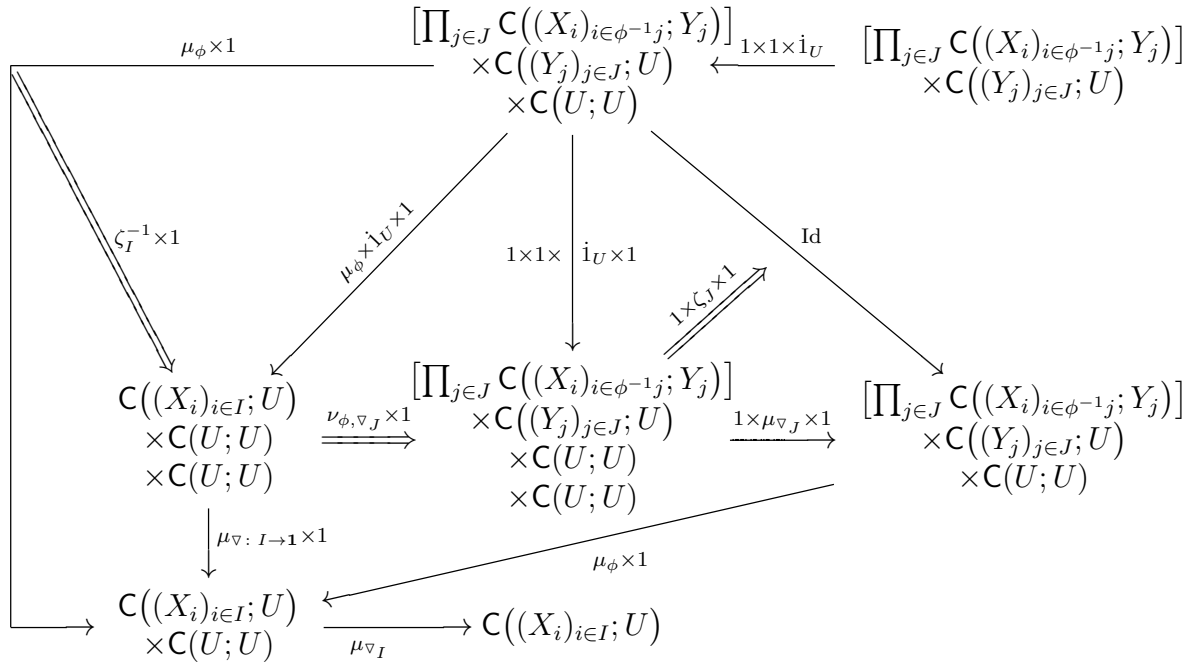 μ_φ×1
[∏_{j∈J} C((X_i)_{i∈φ^{-1}j}; Y_j)]
×C((Y_j)_{j∈J}; U)
×C(U; U)
1×1×i_U
[∏_{j∈J} C((X_i)_{i∈φ^{-1}j}; Y_j)]
×C((Y_j)_{j∈J}; U)
ζ_I^{-1}×1
μ_φ×i_U×1
1×1× i_U×1
Id
1×ζ_J×1
C((X_i)_{i∈I}; U)
×C(U; U)
×C(U; U)
ν_{φ,▽_J}×1
[∏_{j∈J} C((X_i)_{i∈φ^{-1}j}; Y_j)]
×C((Y_j)_{j∈J}; U)
×C(U; U)
×C(U; U)
1×μ_{▽_J}×1
[∏_{j∈J} C((X_i)_{i∈φ^{-1}j}; Y_j)]
×C((Y_j)_{j∈J}; U)
×C(U; U)
μ_{▽: I→1}×1
μ_φ×1
C((X_i)_{i∈I}; U)
×C(U; U)
μ_{▽_I}
C((X_i)_{i∈I}; U)